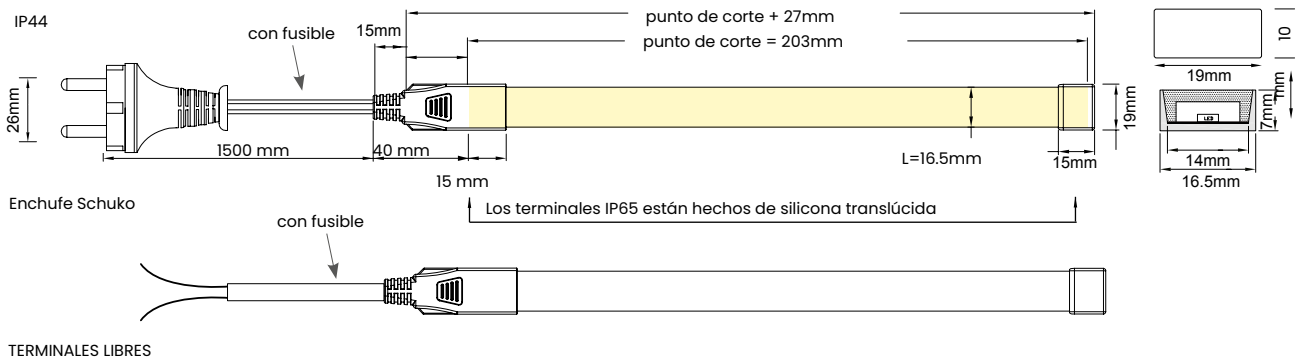 IP44
con fusible
15mm
punto de corte + 27mm
punto de corte = 203mm
10
19mm
26mm
1500 mm
40 mm
15 mm
L=16.5mm
15mm
19mm
LED
7mm
mm
14mm
16.5mm
Enchufe Schuko
Los terminales IP65 están hechos de silicona translúcida
con fusible
TERMINALES LIBRES